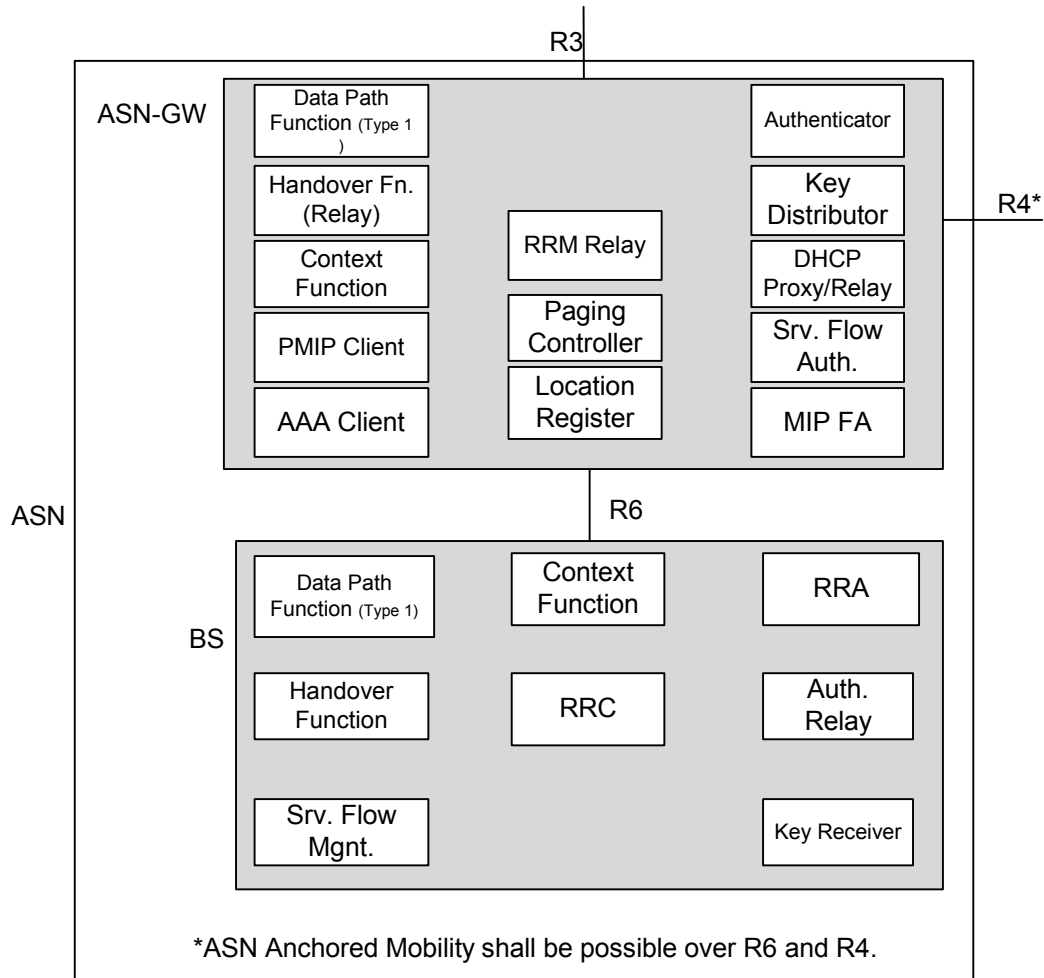 R3
ASN-GW
Data Path
Function (Type 1
)
Handover Fn.
(Relay)
Context
Function
PMIP Client
AAA Client
RRM Relay
Paging
Controller
Location
Register
Authenticator
Key
Distributor
DHCP
Proxy/Relay
Srv. Flow
Auth.
MIP FA
R4*
ASN
R6
BS
Data Path
Function (Type 1)
Handover
Function
Srv. Flow
Mgnt.
Context
Function
RRC
RRA
Auth.
Relay
Key Receiver
*ASN Anchored Mobility shall be possible over R6 and R4.